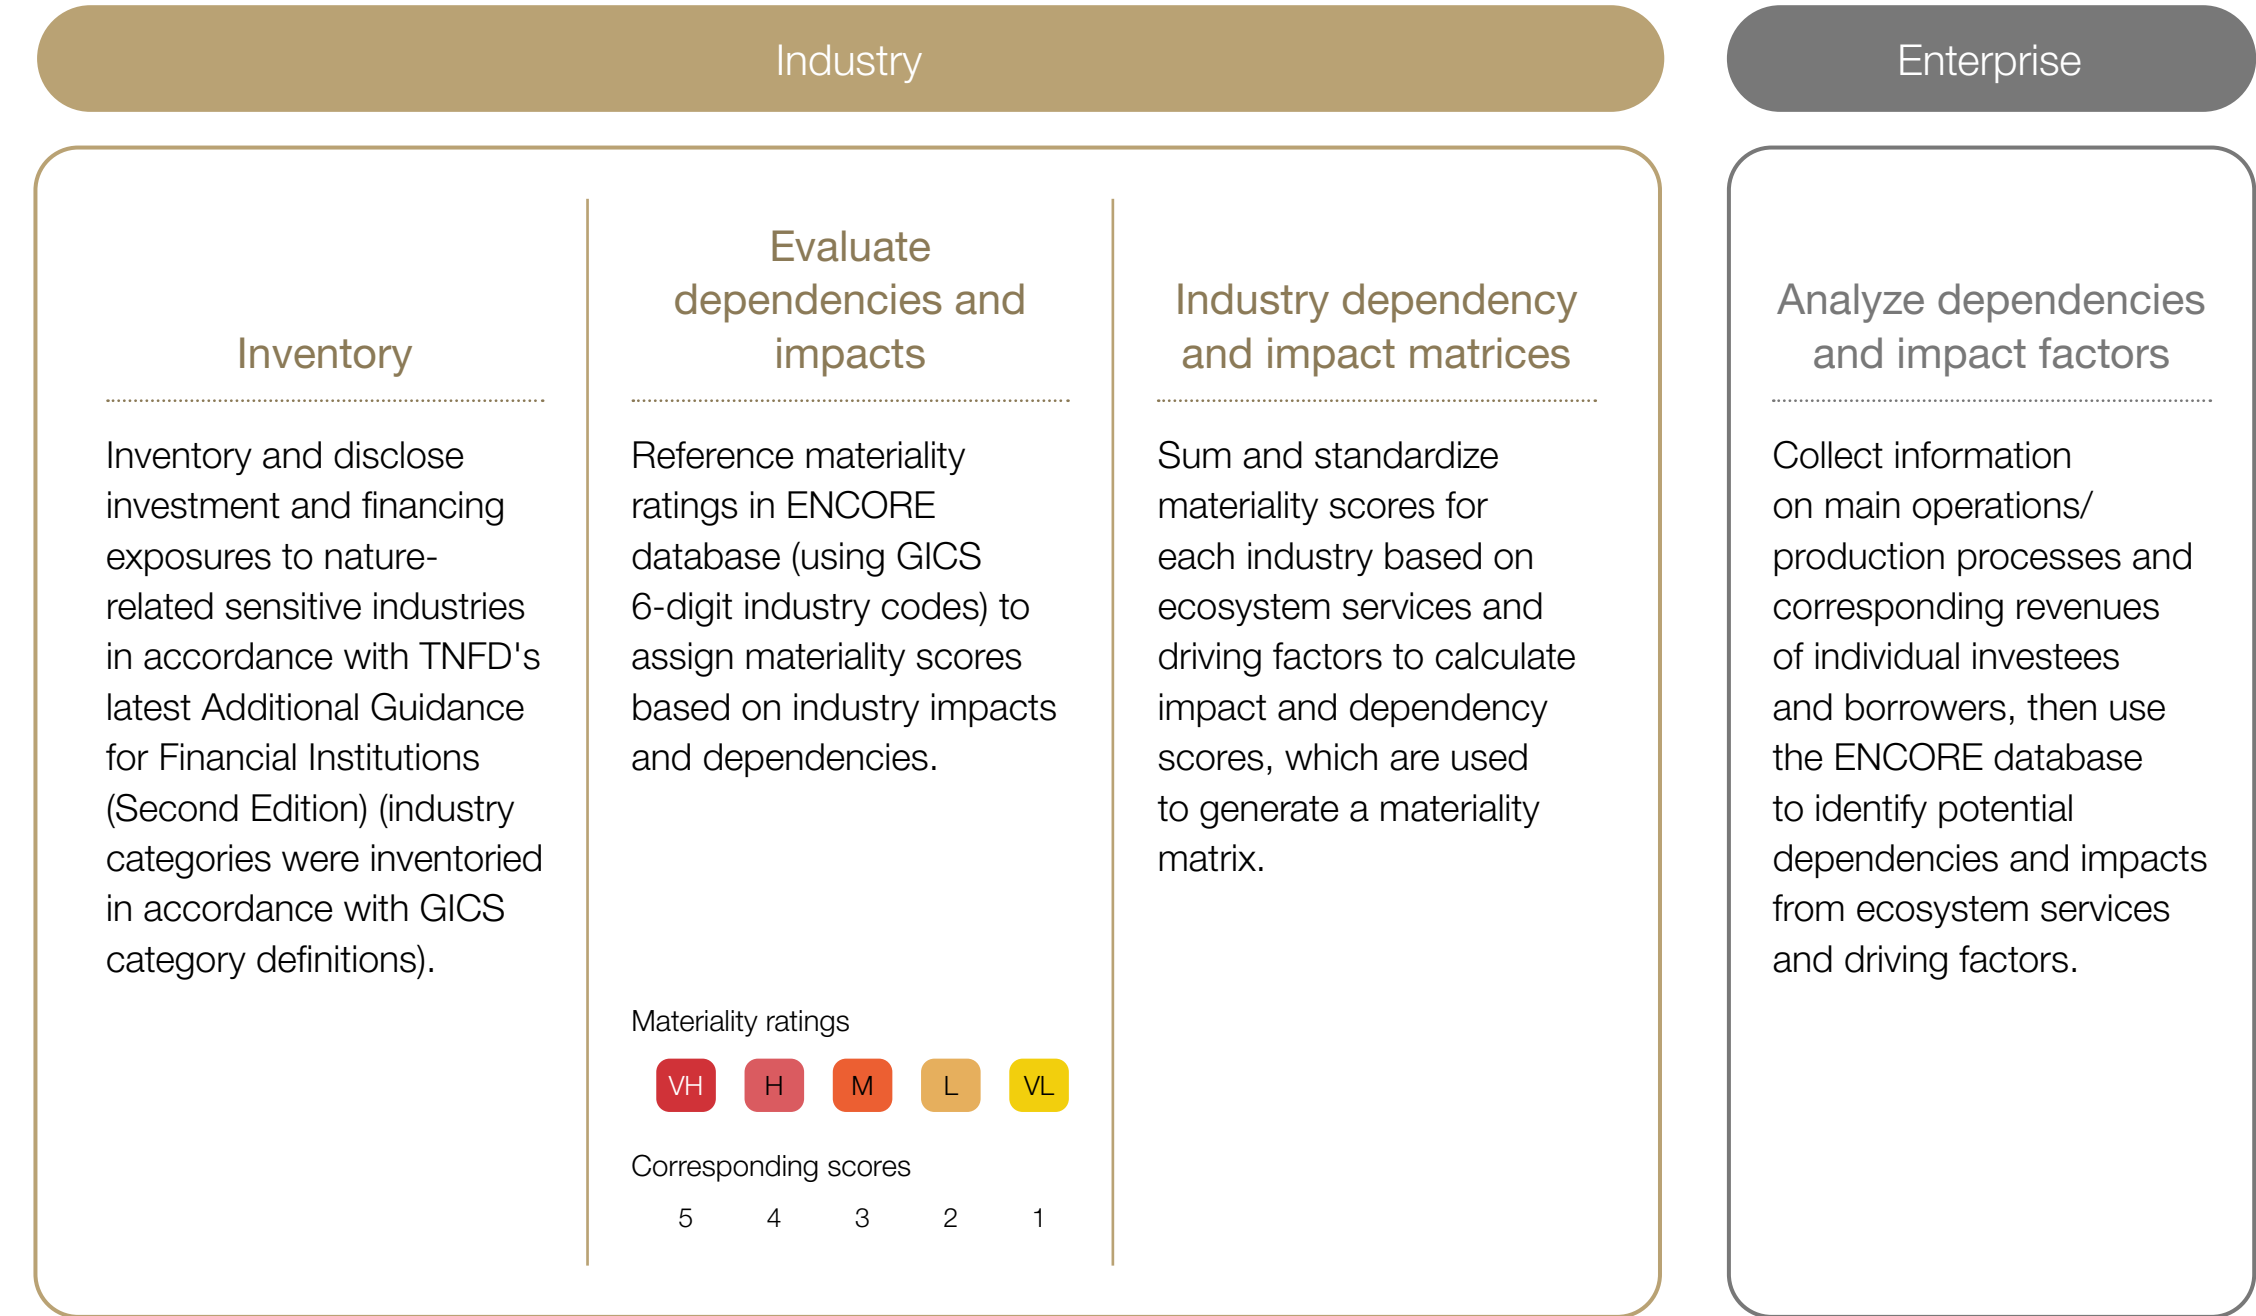 Industry
Inventory
Inventory and disclose
investment and financing
exposures to nature-
related sensitive industries
in accordance with TNFD's
latest Additional Guidance
for Financial Institutions
(Second Edition) (industry
categories were inventoried
in accordance with GICS
category definitions).
Evaluate
dependencies and
impacts
Reference materiality
ratings in ENCORE
database (using GICS
6-digit industry codes) to
assign materiality scores
based on industry impacts
and dependencies.
Materiality ratings
VH H M L VL
Corresponding scores
5 4 3 2 1
Industry dependency
and impact matrices
Sum and standardize
materiality scores for
each industry based on
ecosystem services and
driving factors to calculate
impact and dependency
scores, which are used
to generate a materiality
matrix.
Enterprise
Analyze dependencies
and impact factors
Collect information
on main operations/
production processes and
corresponding revenues
of individual investees
and borrowers, then use
the ENCORE database
to identify potential
dependencies and impacts
from ecosystem services
and driving factors.